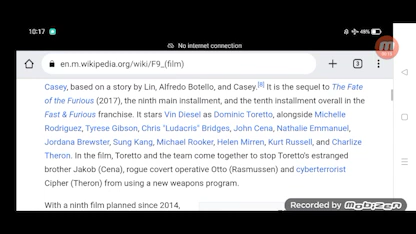 10:17
48%
No internet connection
en.m.wikipedia.org/wiki/F9_(film)
3
Casey, based on a story by Lin, Alfredo Botello, and Casey.[8] It is the sequel to The Fate
of the Furious (2017), the ninth main installment, and the tenth installment overall in the
Fast & Furious franchise. It stars Vin Diesel as Dominic Toretto, alongside Michelle
Rodriguez, Tyrese Gibson, Chris "Ludacris" Bridges, John Cena, Nathalie Emmanuel,
Jordana Brewster, Sung Kang, Michael Rooker, Helen Mirren, Kurt Russell, and Charlize
Theron. In the film, Toretto and the team come together to stop Toretto's estranged
brother Jakob (Cena), rogue covert operative Otto (Rasmussen) and cyberterrorist
Cipher (Theron) from using a new weapons program.
With a ninth film planned since 2014,
Recorded by MOBIZEN